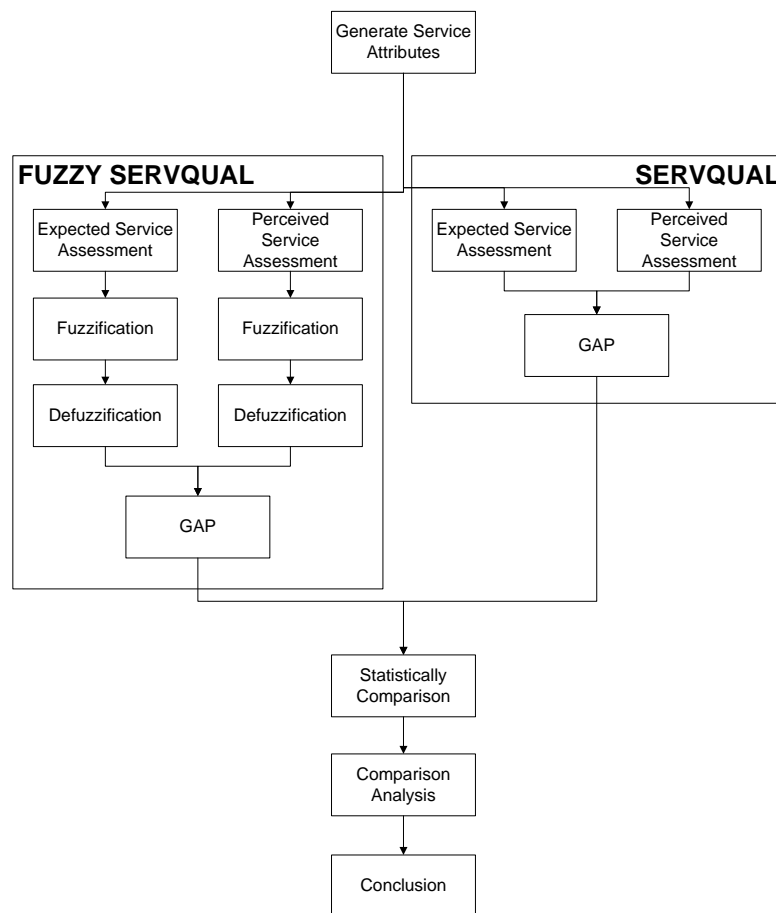 Generate Service
Attributes
FUZZY SERVQUAL
Expected Service
Assessment
Perceived
Service
Assessment
Fuzzification
Fuzzification
Defuzzification
Defuzzification
GAP
SERVQUAL
Expected Service
Assessment
Perceived
Service
Assessment
GAP
Statistically
Comparison
Comparison
Analysis
Conclusion